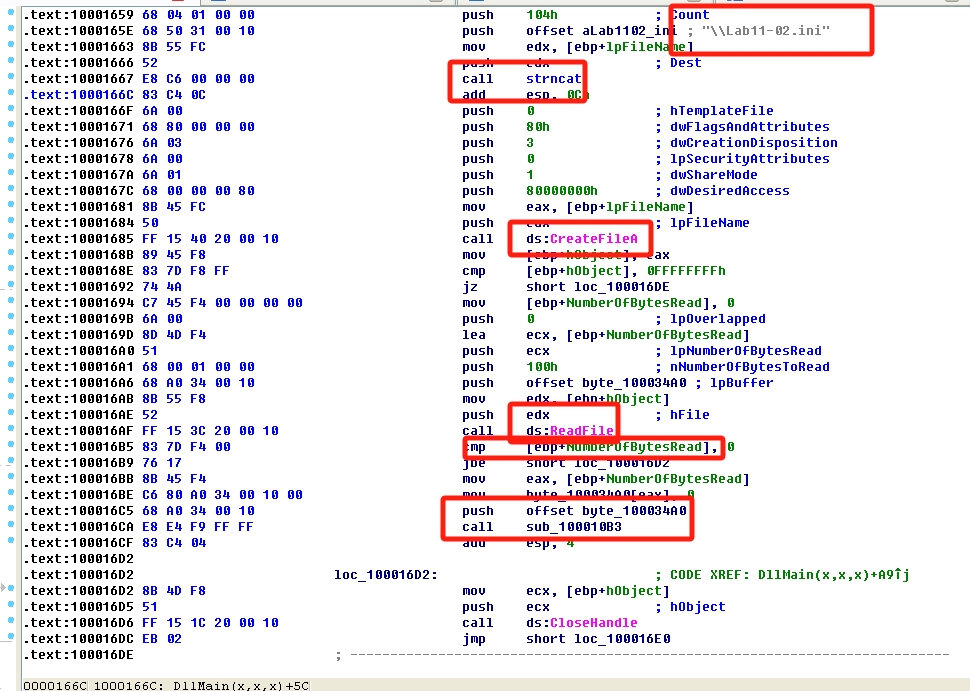 .text:10001659 68 04 01 00 00 push 104h ; Count
.text:1000165E 68 50 31 00 10 push offset aLab1102_ini ; "\\Lab11-02.ini"
.text:10001663 8B 55 FC mov edx, [ebp+lpFileName]
.text:10001666 52 push edx ; Dest
.text:10001667 E8 C6 00 00 00 call strncat
.text:1000166C 83 C4 0C add esp, 0Ch
.text:1000166F 6A 00 push 0 ; hTemplateFile
.text:10001671 68 80 00 00 00 push 80h ; dwFlagsAndAttributes
.text:10001676 6A 03 push 3 ; dwCreationDisposition
.text:10001678 6A 00 push 0 ; lpSecurityAttributes
.text:1000167A 6A 01 push 1 ; dwShareMode
.text:1000167C 68 00 00 00 80 push 80000000h ; dwDesiredAccess
.text:10001681 8B 45 FC mov eax, [ebp+lpFileName]
.text:10001684 50 push eax ; lpFileName
.text:10001685 FF 15 40 20 00 10 call ds:CreateFileA
.text:1000168B 89 45 F8 mov [ebp+hObject], eax
.text:1000168E 83 7D F8 FF cmp [ebp+hObject], 0FFFFFFFFh
.text:10001692 74 4A jz short loc_100016DE
.text:10001694 C7 45 F4 00 00 00 00 mov [ebp+NumberOfBytesRead], 0
.text:1000169B 6A 00 push 0 ; lpOverlapped
.text:1000169D 8D 4D F4 lea ecx, [ebp+NumberOfBytesRead]
.text:100016A0 51 push ecx ; lpNumberOfBytesRead
.text:100016A1 68 00 01 00 00 push 100h ; nNumberOfBytesToRead
.text:100016A6 68 A0 34 00 10 push offset byte_100034A0 ; lpBuffer
.text:100016AB 8B 55 F8 mov edx, [ebp+hObject]
.text:100016AE 52 push edx ; hFile
.text:100016AF FF 15 3C 20 00 10 call ds:ReadFile
.text:100016B5 83 7D F4 00 cmp [ebp+NumberOfBytesRead], 0
.text:100016B9 76 17 jbe short loc_100016D2
.text:100016BB 8B 45 F4 mov eax, [ebp+NumberOfBytesRead]
.text:100016BE C6 80 A0 34 00 10 00 mov byte_100034A0[eax], 0
.text:100016C5 68 A0 34 00 10 push offset byte_100034A0
.text:100016CA E8 E4 F9 FF FF call sub_100010B3
.text:100016CF 83 C4 04 add esp, 4
.text:100016D2
.text:100016D2 loc_100016D2: ; CODE XREF: DllMain(x,x,x)+A9îj
.text:100016D2 8B 4D F8 mov ecx, [ebp+hObject]
.text:100016D5 51 push ecx ; hObject
.text:100016D6 FF 15 1C 20 00 10 call ds:CloseHandle
.text:100016DC EB 02 jmp short loc_100016E0
.text:100016DE ; ---------------------------------------------------------------------------
0000166C 1000166C: DllMain(x,x,x)+5C